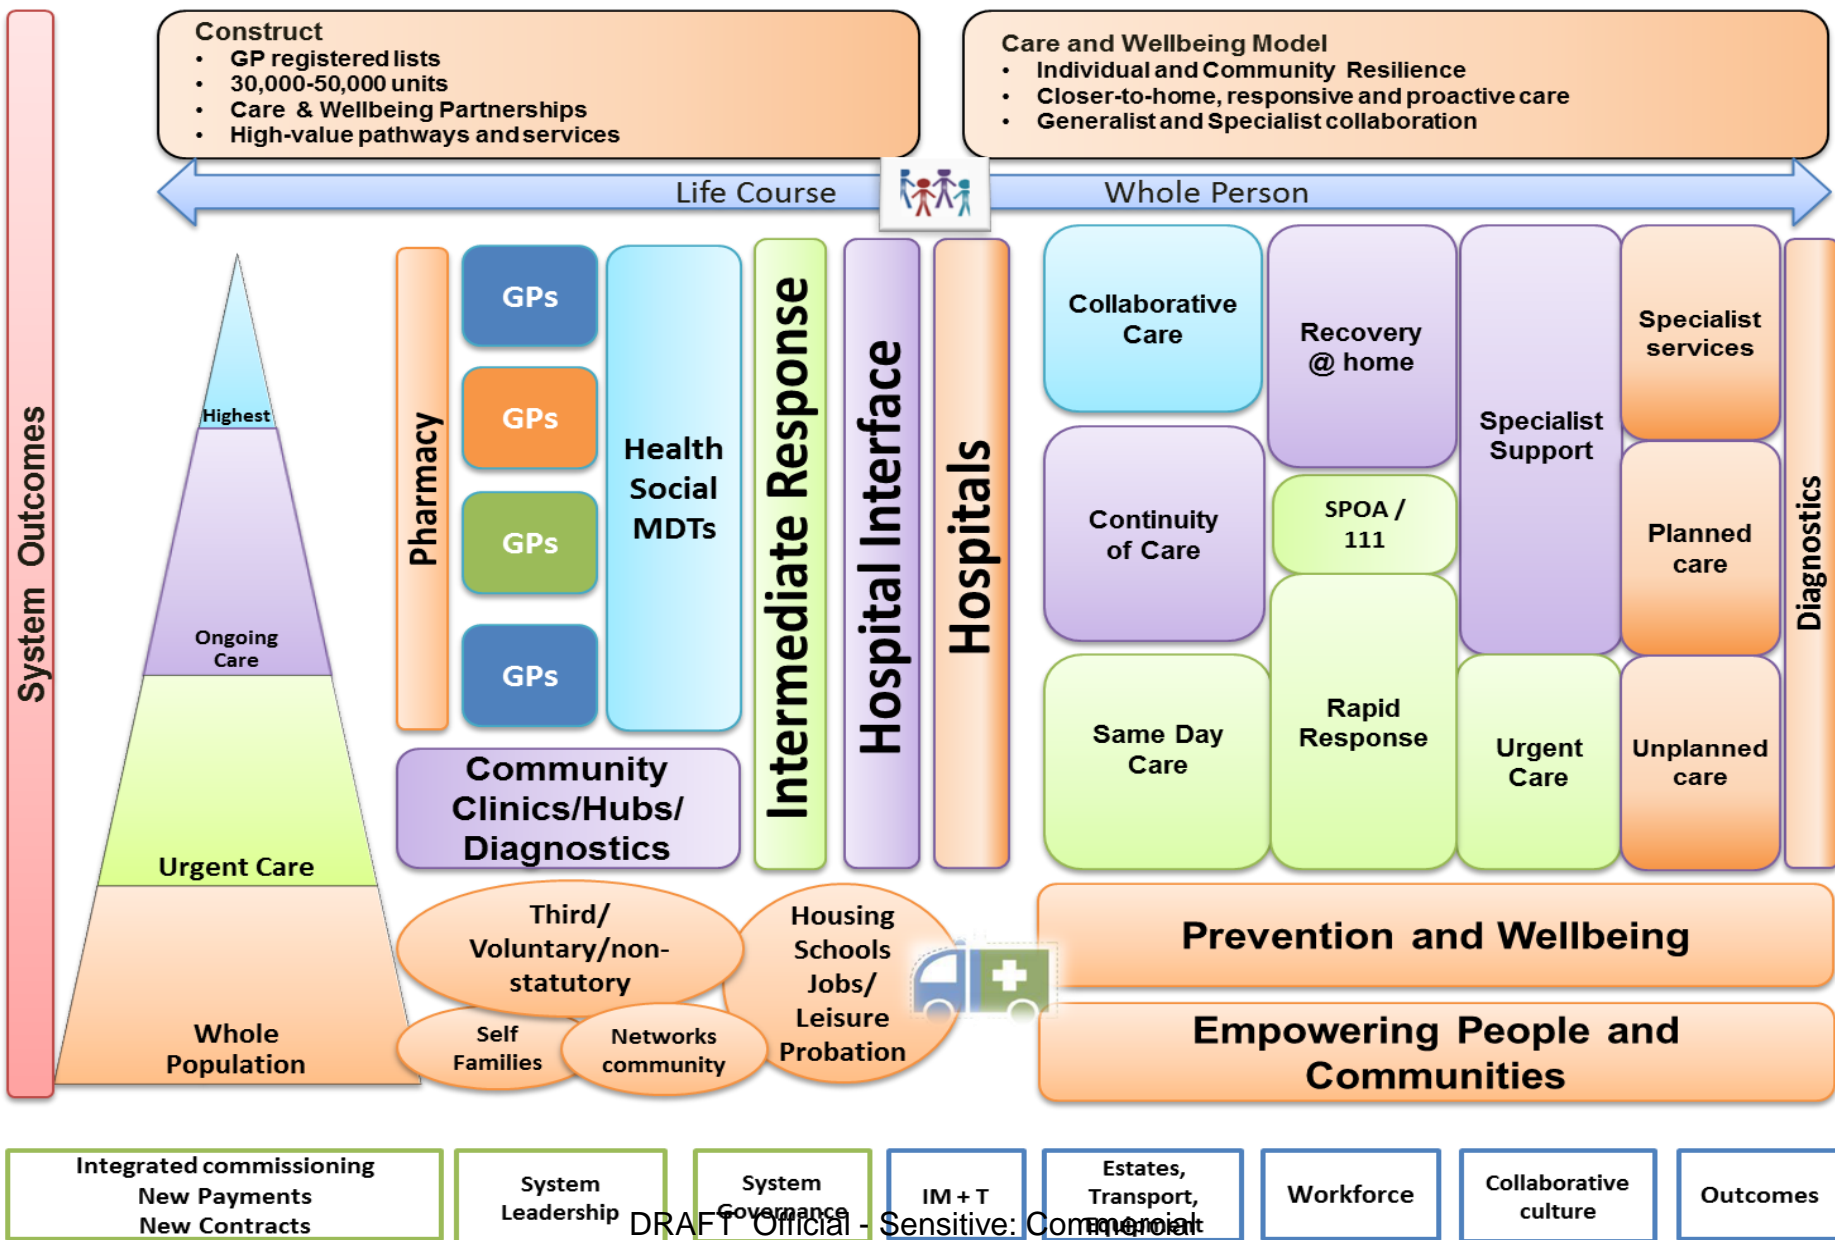 Construct
• GP registered lists
• 30,000-50,000 units
• Care & Wellbeing Partnerships
• High-value pathways and services
Care and Wellbeing Model
• Individual and Community Resilience
• Closer-to-home, responsive and proactive care
• Generalist and Specialist collaboration
Life Course
Whole Person
System Outcomes
Highest
Ongoing
Care
Urgent Care
Whole
Population
Pharmacy
GPs
GPs
GPs
GPs
Health
Social
MDTs
Community
Clinics/Hubs/
Diagnostics
Intermediate Response
Hospital Interface
Hospitals
Third/
Voluntary/non-
statutory
Self
Families
Networks
community
Housing
Schools
Jobs/
Leisure
Probation
Collaborative
Care
Continuity
of Care
Same Day
Care
Recovery
@ home
SPOA /
111
Rapid
Response
Specialist
Support
Urgent
Care
Specialist
services
Planned
care
Unplanned
care
Diagnostics
Prevention and Wellbeing
Empowering People and
Communities
Integrated commissioning
New Payments
New Contracts
System
Leadership
System
Governance
IM + T
Estates,
Transport,
Equipment
Workforce
Collaborative
culture
Outcomes
DRAFT Official - Sensitive: Commercial